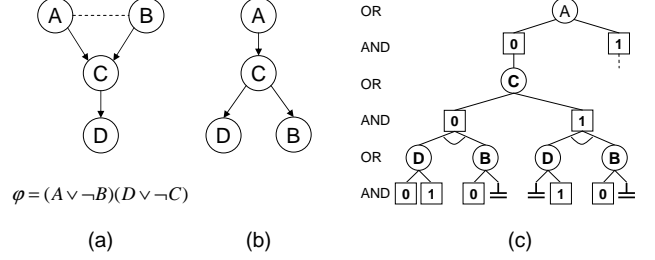 A B
C
D
φ = (A ∨ ¬B)(D ∨ ¬C)
(a)
A
C
D B
(b)
OR A
AND 0 1
OR C
AND 0 1
OR D B D B
AND 0 1 0 1 0
(c)